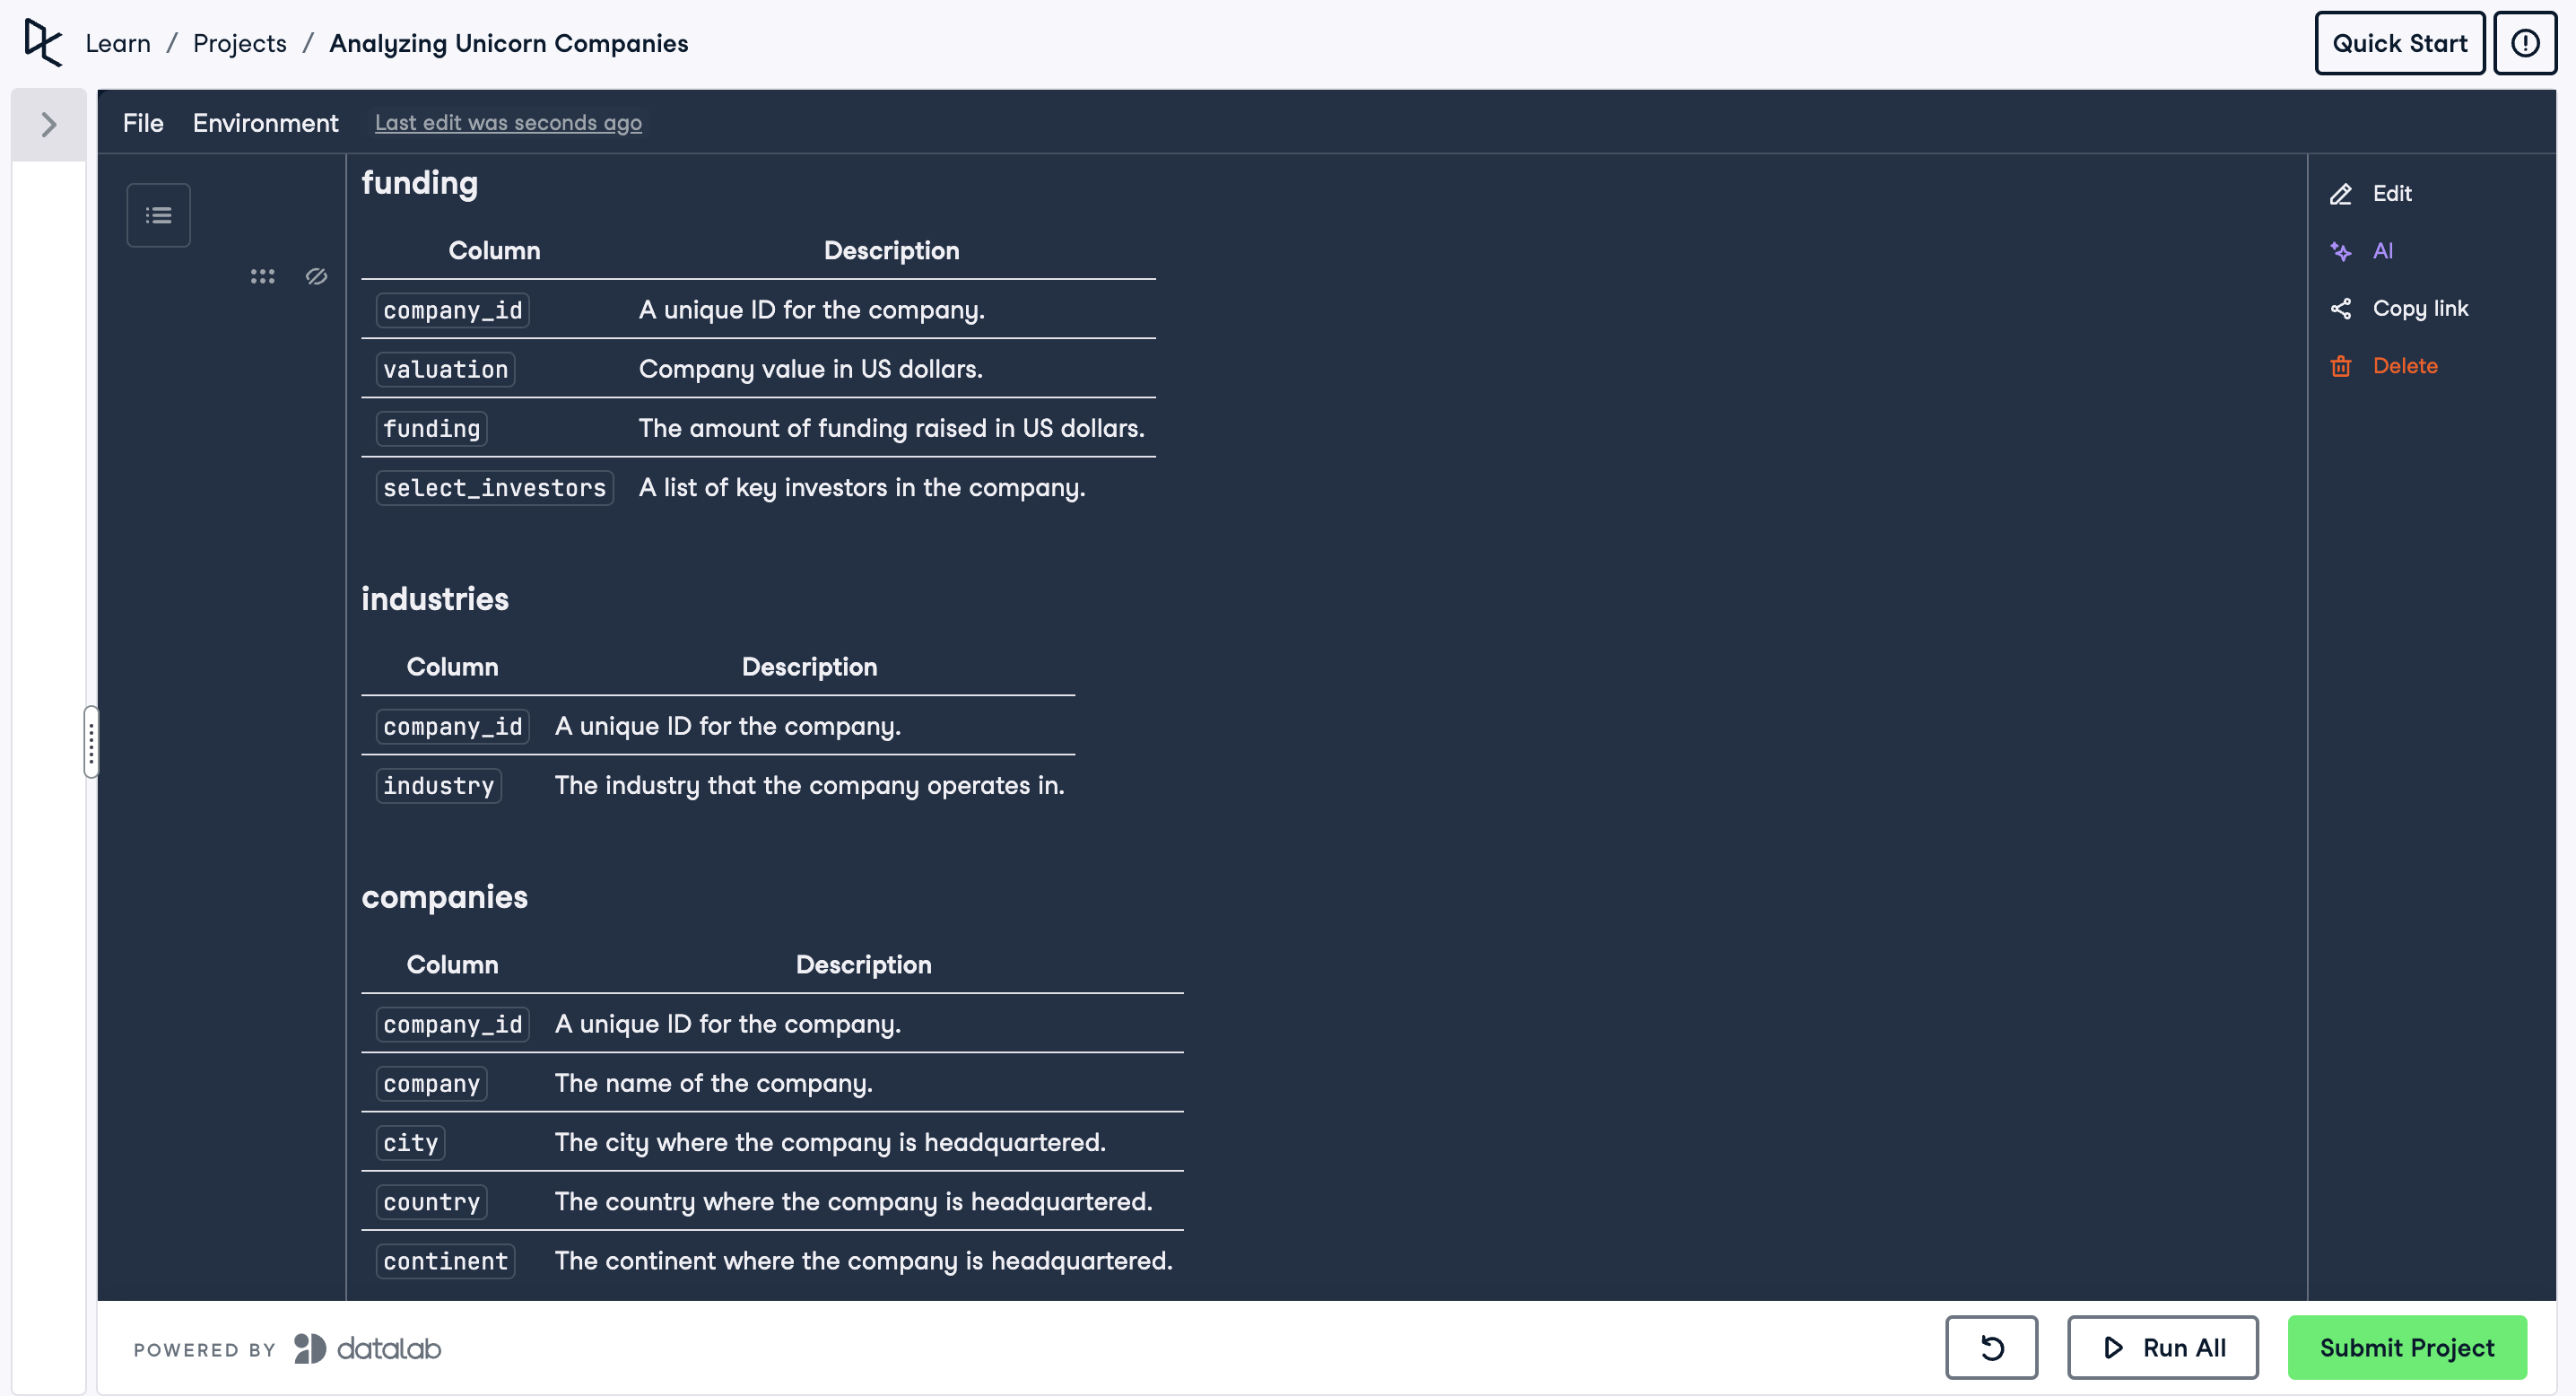 Learn / Projects / Analyzing Unicorn Companies
Quick Start
File Environment Last edit was seconds ago
funding
Column Description
company_id A unique ID for the company.
valuation Company value in US dollars.
funding The amount of funding raised in US dollars.
select_investors A list of key investors in the company.
industries
Column Description
company_id A unique ID for the company.
industry The industry that the company operates in.
companies
Column Description
company_id A unique ID for the company.
company The name of the company.
city The city where the company is headquartered.
country The country where the company is headquartered.
continent The continent where the company is headquartered.
Edit
AI
Copy link
Delete
POWERED BY datalab
Run All
Submit Project